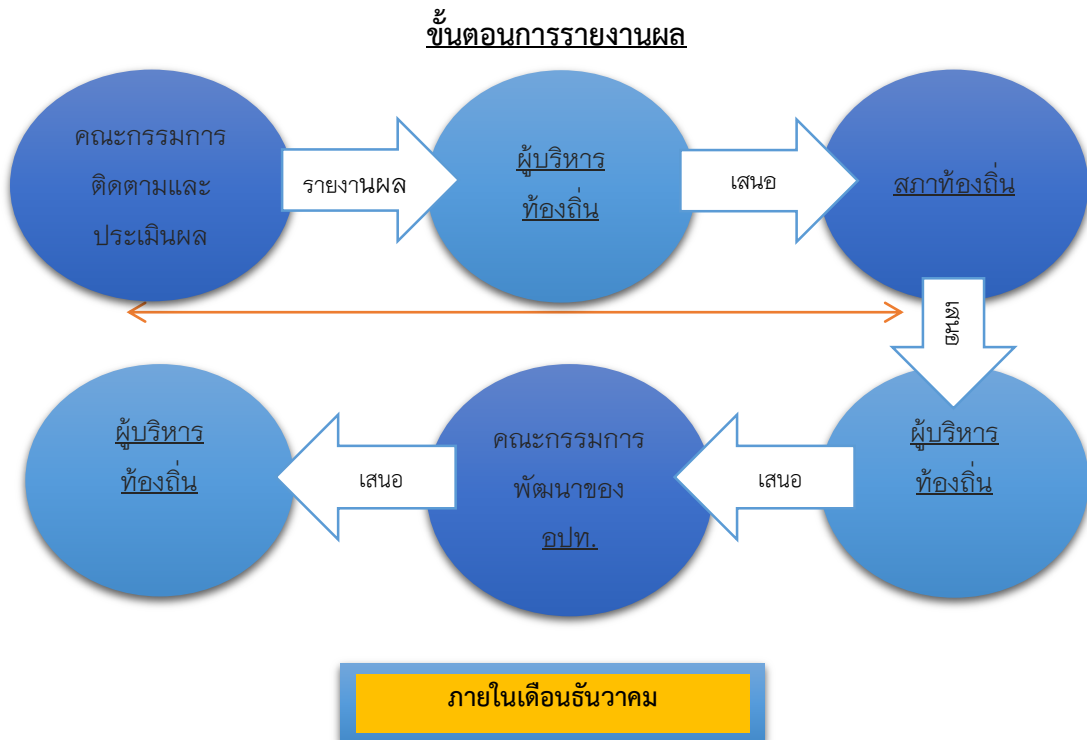 ขั้นตอนการรายงานผล
คณะกรรมการ
ติดตามและ
ประเมินผล
รายงานผล
ผู้บริหาร
ท้องถิ่น
เสนอ
สภาท้องถิ่น
เสนอ
ผู้บริหาร
ท้องถิ่น
เสนอ
คณะกรรมการ
พัฒนาของ
อปท.
เสนอ
ผู้บริหาร
ท้องถิ่น
ภายในเดือนธันวาคม